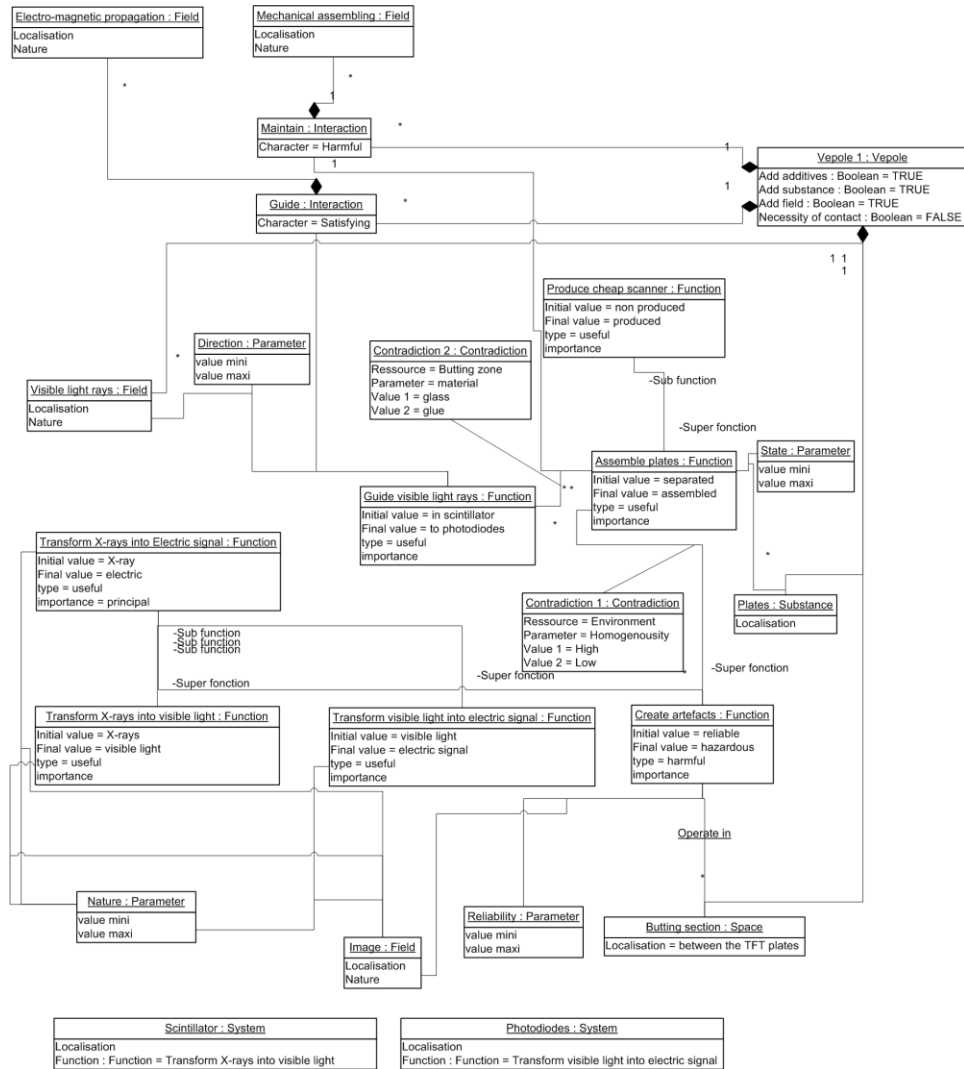 Electro-magnetic propagation : Field
Localisation
Nature
Mechanical assembling : Field
Localisation
Nature
*
*
1
Maintain : Interaction
Character = Harmful
*
1
1
Vepole 1 : Vepole
Add additives : Boolean = TRUE
Add substance : Boolean = TRUE
Add field : Boolean = TRUE
Necessity of contact : Boolean = FALSE
1
Guide : Interaction
Character = Satisfying
*
1 1
1
Produce cheap scanner : Function
Initial value = non produced
Final value = produced
type = useful
importance
Direction : Parameter
value mini
value maxi
Contradiction 2 : Contradiction
Ressource = Butting zone
Parameter = material
Value 1 = glass
Value 2 = glue
*
Visible light rays : Field
Localisation
Nature
-Sub function
-Super fonction
Assemble plates : Function
Initial value = separated
Final value = assembled
type = useful
importance
State : Parameter
value mini
value maxi
Guide visible light rays : Function
Initial value = in scintillator
Final value = to photodiodes
type = useful
importance
* *
*
*
Transform X-rays into Electric signal : Function
Initial value = X-ray
Final value = electric
type = useful
importance = principal
Contradiction 1 : Contradiction
Ressource = Environment
Parameter = Homogenousity
Value 1 = High
Value 2 = Low
Plates : Substance
Localisation
-Sub function
-Sub function
-Sub function
-Super fonction
-Super fonction
*
-Super fonction
Transform X-rays into visible light : Function
Initial value = X-rays
Final value = visible light
type = useful
importance
Transform visible light into electric signal : Function
Initial value = visible light
Final value = electric signal
type = useful
importance
Create artefacts : Function
Initial value = reliable
Final value = hazardous
type = harmful
importance
Operate in
*
Nature : Parameter
value mini
value maxi
Reliability : Parameter
value mini
value maxi
Butting section : Space
Localisation = between the TFT plates
Image : Field
Localisation
Nature
Scintillator : System
Localisation
Function : Function = Transform X-rays into visible light
Photodiodes : System
Localisation
Function : Function = Transform visible light into electric signal